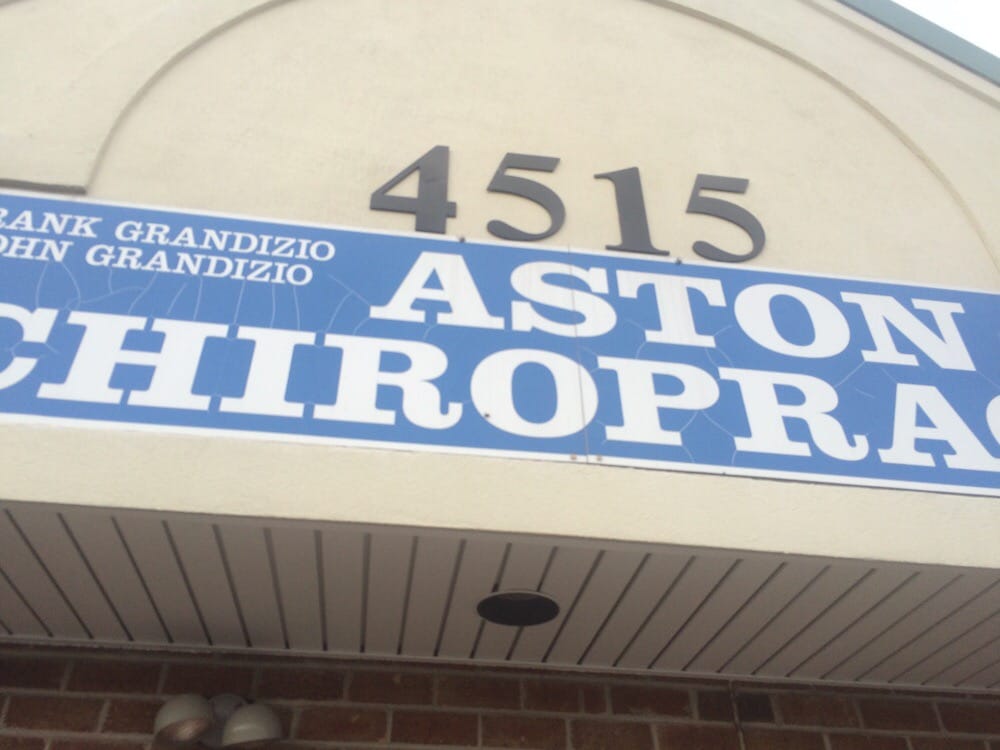 4515
RANK GRANDIZIO
OHN GRANDIZIO
ASTON
CHIROPRAC